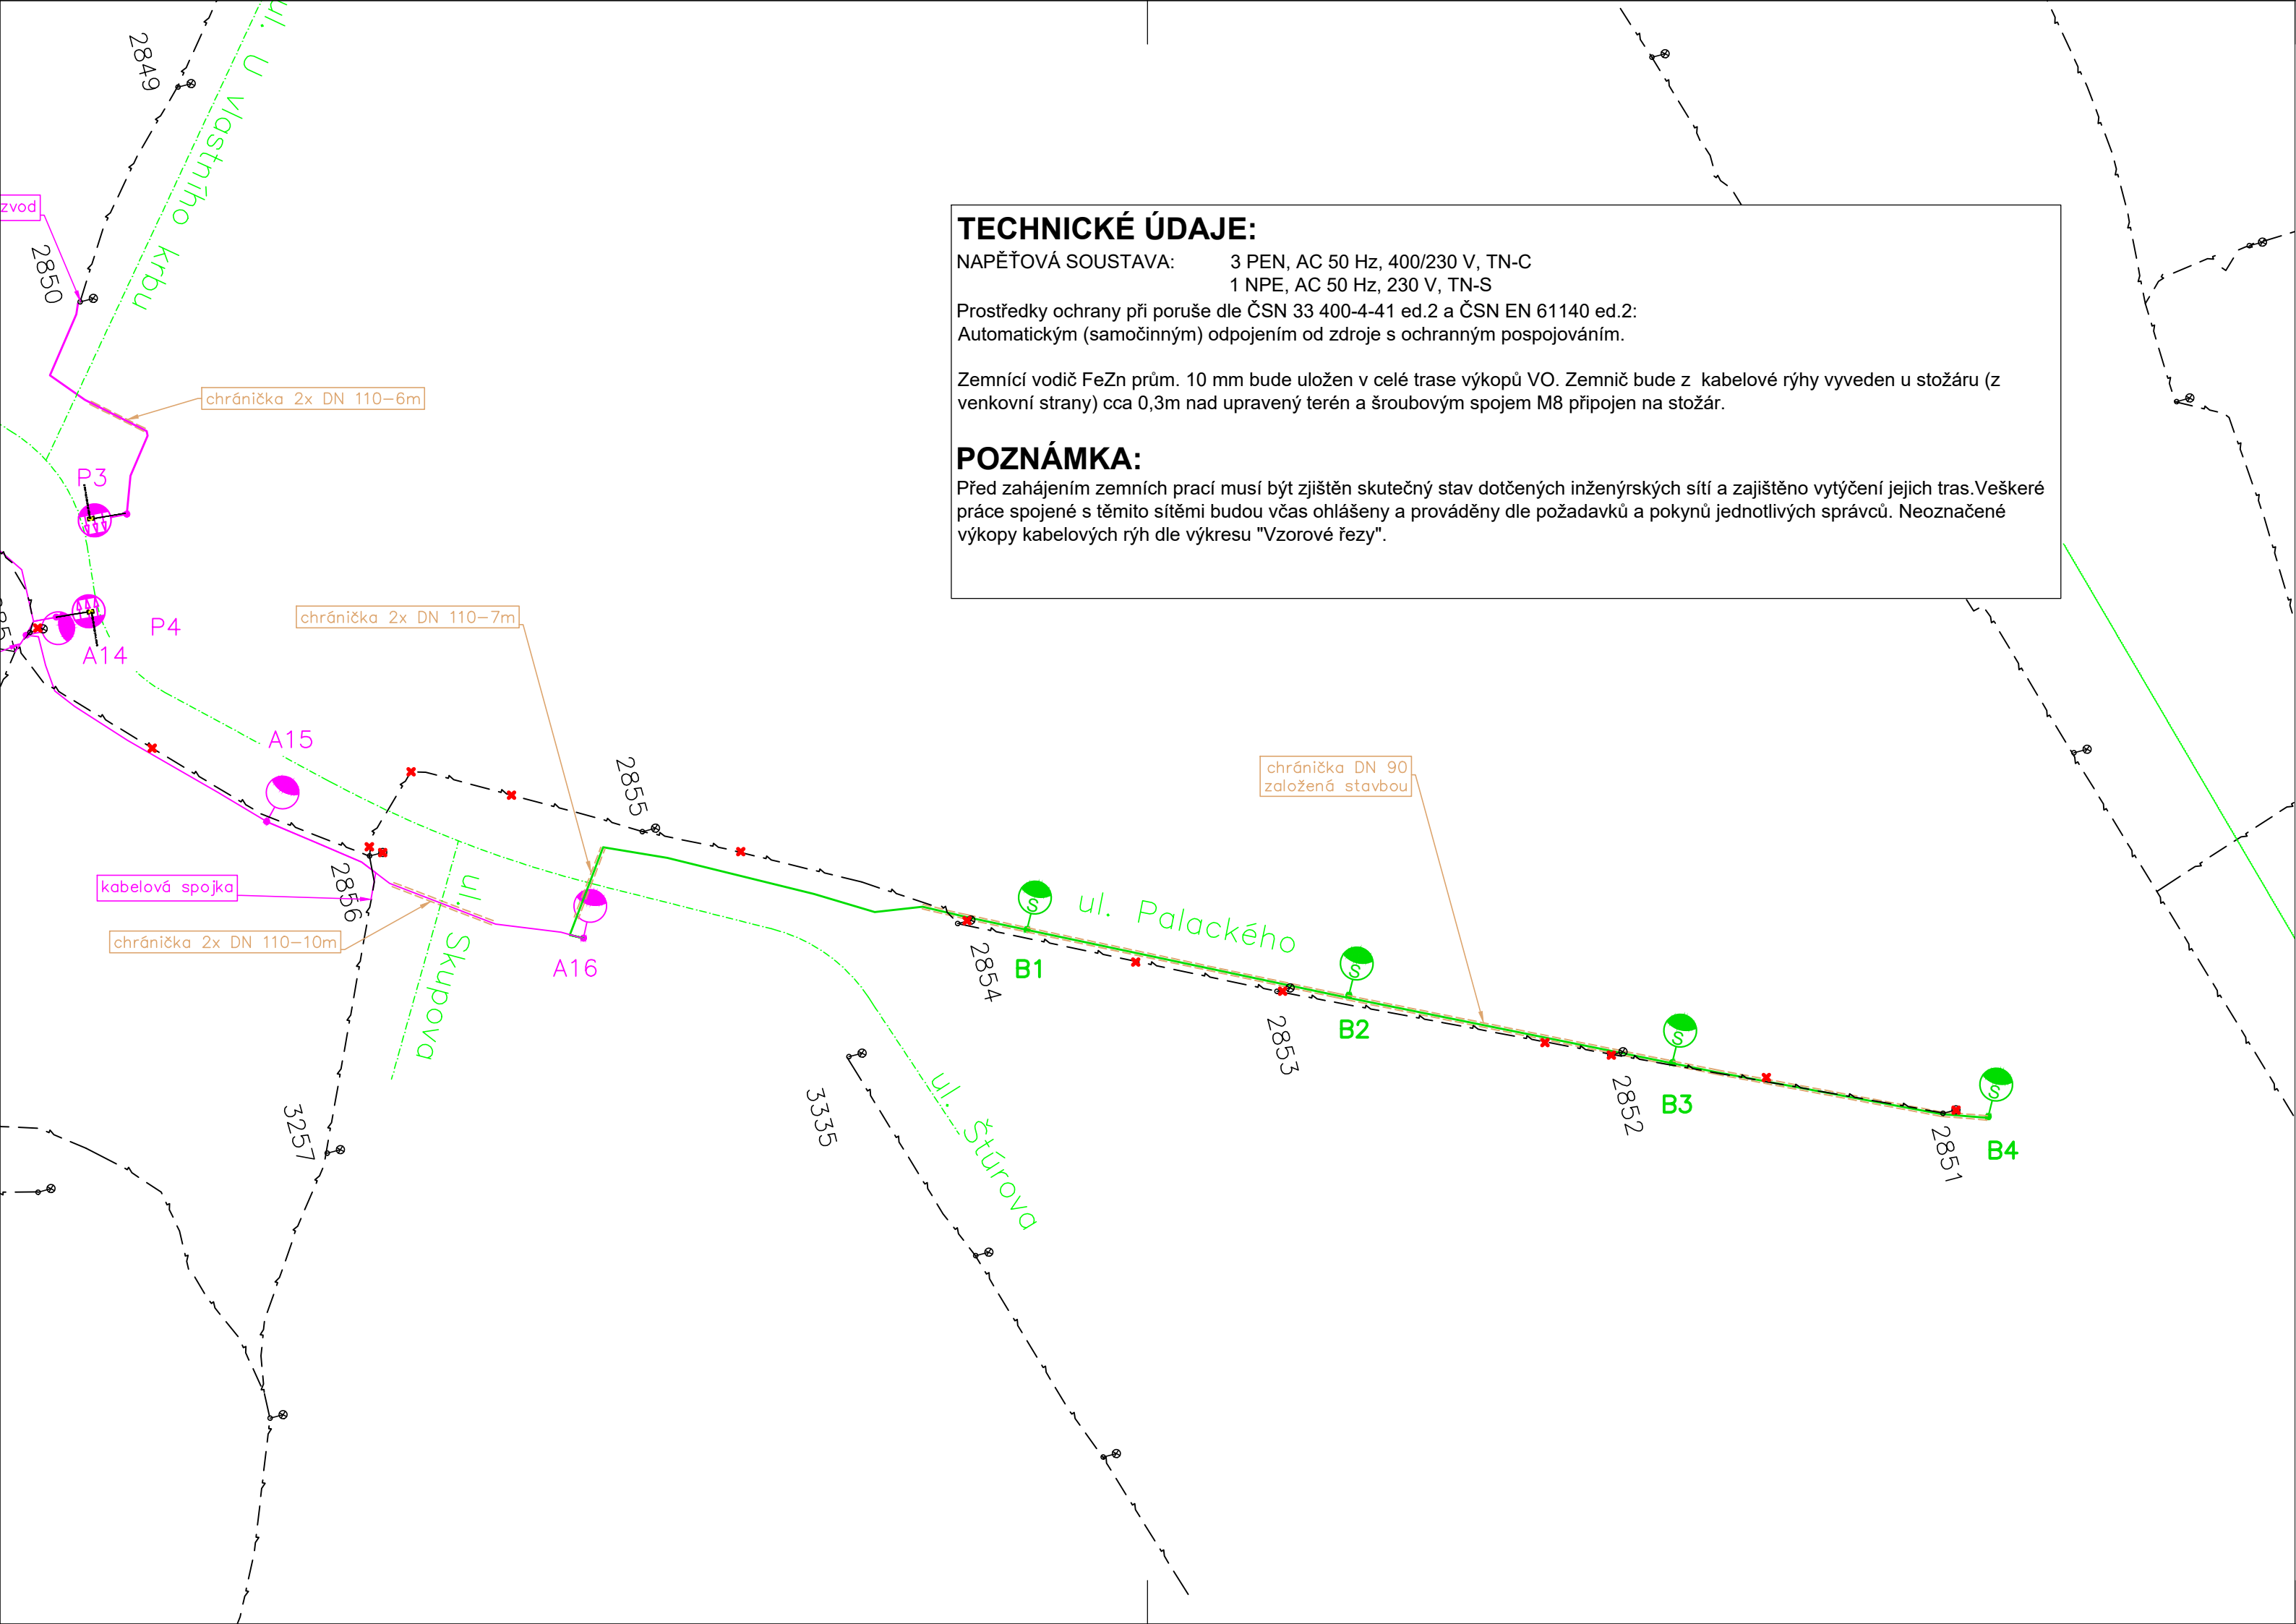 ul. U vlastního krbu
2849
zvod
2850
chránička 2x DN 110-6m
P3
P4
A14
chránička 2x DN 110-7m
A15
2855
kabelová spojka
2856
chránička 2x DN 110-10m
ul. Skupova
A16
3257
TECHNICKÉ ÚDAJE:
NAPĚŤOVÁ SOUSTAVA: 3 PEN, AC 50 Hz, 400/230 V, TN-C
1 NPE, AC 50 Hz, 230 V, TN-S
Prostředky ochrany při poruše dle ČSN 33 400-4-41 ed.2 a ČSN EN 61140 ed.2:
Automatickým (samočinným) odpojením od zdroje s ochranným pospojováním.
Zemnící vodič FeZn prům. 10 mm bude uložen v celé trase výkopů VO. Zemnič bude z kabelové rýhy vyveden u stožáru (z
venkovní strany) cca 0,3m nad upravený terén a šroubovým spojem M8 připojen na stožár.
POZNÁMKA:
Před zahájením zemních prací musí být zjištěn skutečný stav dotčených inženýrských sítí a zajištěno vytýčení jejich tras.Veškeré
práce spojené s těmito sítěmi budou včas ohlášeny a prováděny dle požadavků a pokynů jednotlivých správců. Neoznačené
výkopy kabelových rýh dle výkresu "Vzorové řezy".
chránička DN 90
založená stavbou
ul. Palackého
S
S
S
S
2854
B1
2853
B2
2852
B3
2851
B4
3335
ul. Štúrova